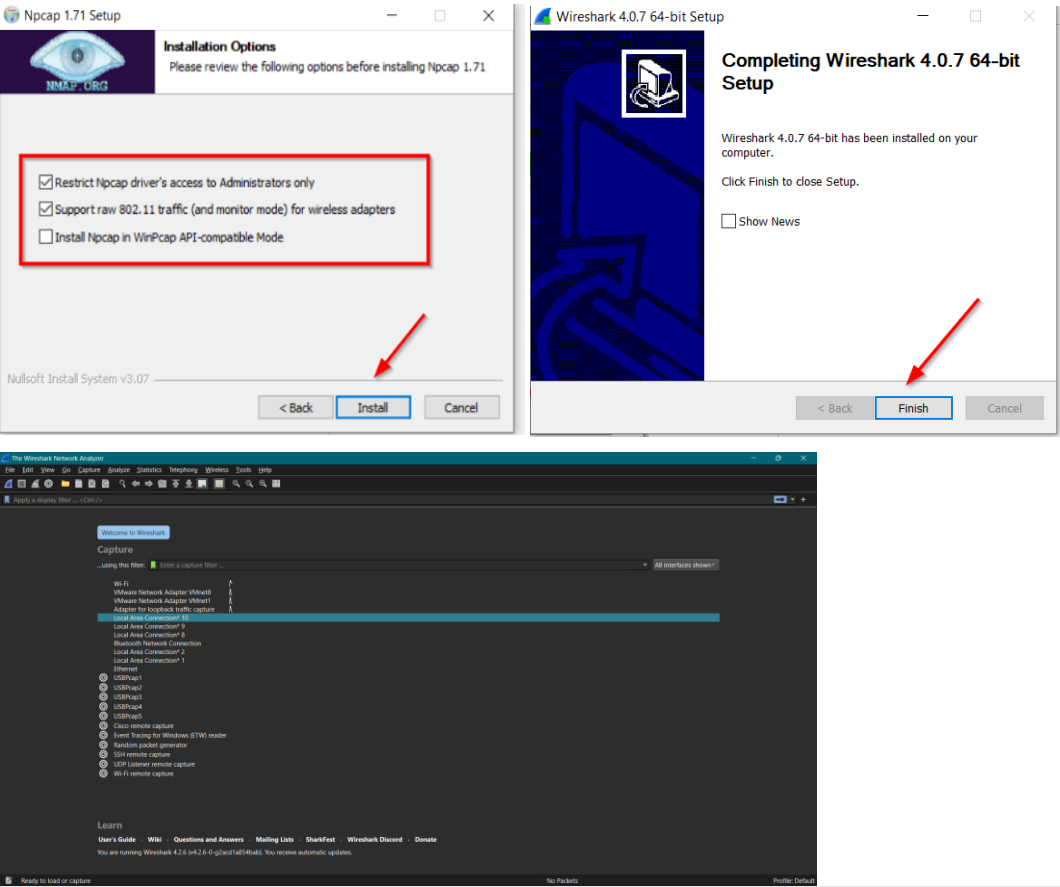 Npcap 1.71 Setup
Installation Options
Please review the following options before installing Npcap 1.71
NMAP.ORG
Restrict Npcap driver's access to Administrators only
Support raw 802.11 traffic (and monitor mode) for wireless adapters
Install Npcap in WinPcap API-compatible Mode
Nullsoft Install System v3.07
< Back Install Cancel
Wireshark 4.0.7 64-bit Setup
Completing Wireshark 4.0.7 64-bit
Setup
Wireshark 4.0.7 64-bit has been installed on your
computer.
Click Finish to close Setup.
Show News
< Back Finish Cancel
The Wireshark Network Analyzer
File Edit View Go Capture Analyze Statistics Telephony Wireless Tools Help
Apply a display filter ... <Ctrl-/>
Welcome to Wireshark
Capture
...using this filter: Enter a capture filter ... All interfaces shown
Wi-Fi
VMware Network Adapter VMnet8
VMware Network Adapter VMnet1
Adapter for loopback traffic capture
Local Area Connection* 10
Local Area Connection* 9
Local Area Connection* 8
Bluetooth Network Connection
Local Area Connection* 2
Local Area Connection* 1
Ethernet
USBPcap1
USBPcap2
USBPcap3
USBPcap4
USBPcap5
Cisco remote capture
Event Tracing for Windows (ETW) reader
Random packet generator
SSH remote capture
UDP Listener remote capture
Wi-Fi remote capture
Learn
User's Guide · Wiki · Questions and Answers · Mailing Lists · SharkFest · Wireshark Discord · Donate
You are running Wireshark 4.2.6 (v4.2.6-0-g2acd1a854bab). You receive automatic updates.
Ready to load or capture No Packets Profile: Default